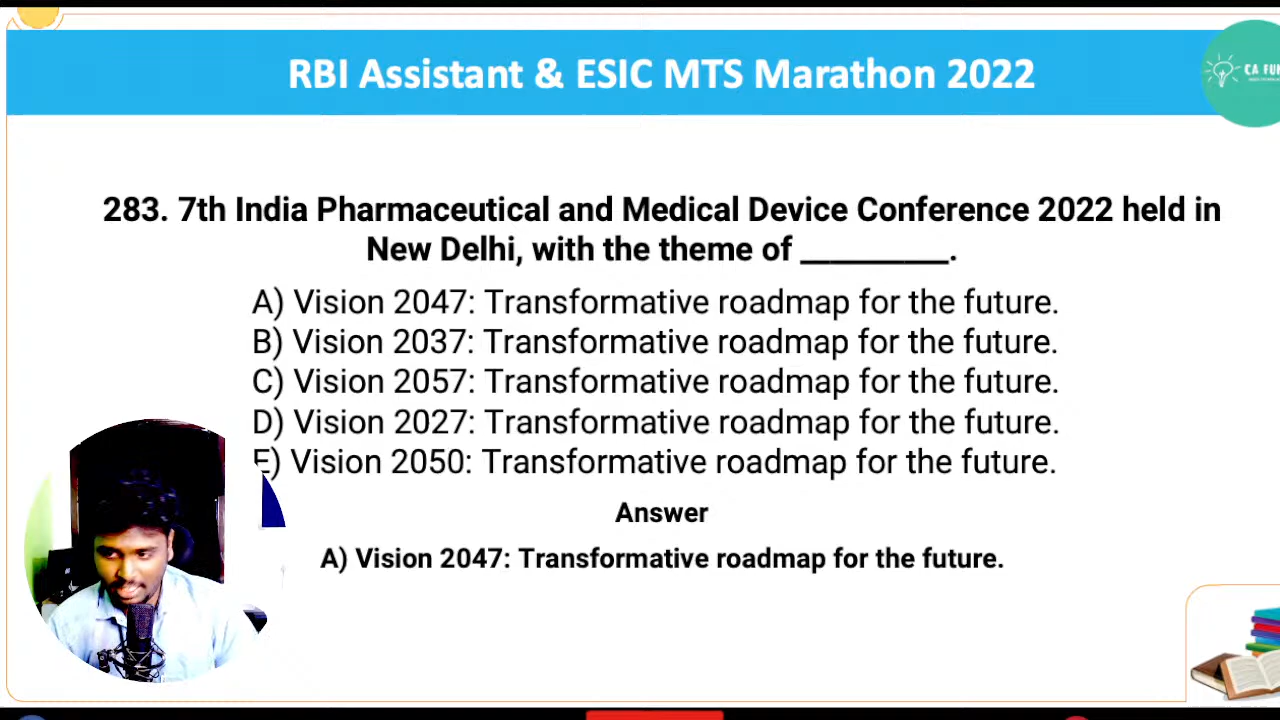 RBI Assistant & ESIC MTS Marathon 2022
283. 7th India Pharmaceutical and Medical Device Conference 2022 held in
New Delhi, with the theme of __________.
A) Vision 2047: Transformative roadmap for the future.
B) Vision 2037: Transformative roadmap for the future.
C) Vision 2057: Transformative roadmap for the future.
D) Vision 2027: Transformative roadmap for the future.
E) Vision 2050: Transformative roadmap for the future.
Answer
A) Vision 2047: Transformative roadmap for the future.